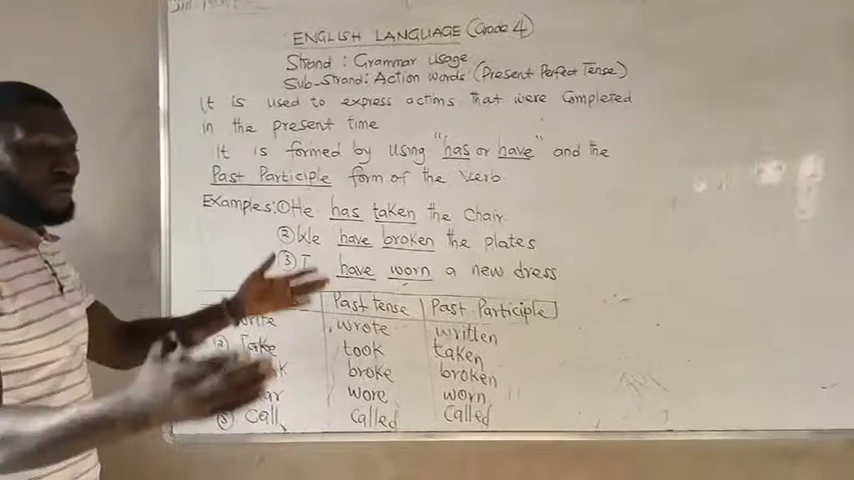 ENGLISH LANGUAGE (Grade 4)
Strand : Grammar usage
Sub-Strand: Action words (Present Perfect Tense)
It is used to express actions that were Completed
in the present time
It is formed by using "has or have" and the
Past Participle form of the Verb
Examples: ① He has taken the Chair
② We have broken the plates
③ I have worn a new dress
Past tense Past Participle
write wrote written
② Take took taken
broke broken
wore worn
⑤ Call Called Called